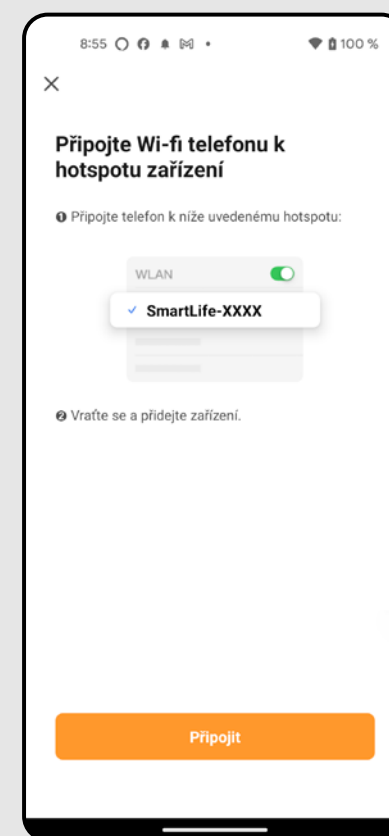 8:55 100 %
Připojte Wi-fi telefonu k
hotspotu zařízení
❶ Připojte telefon k níže uvedenému hotspotu:
WLAN
SmartLife-XXXX
❷ Vraťte se a přidejte zařízení.
Připojit